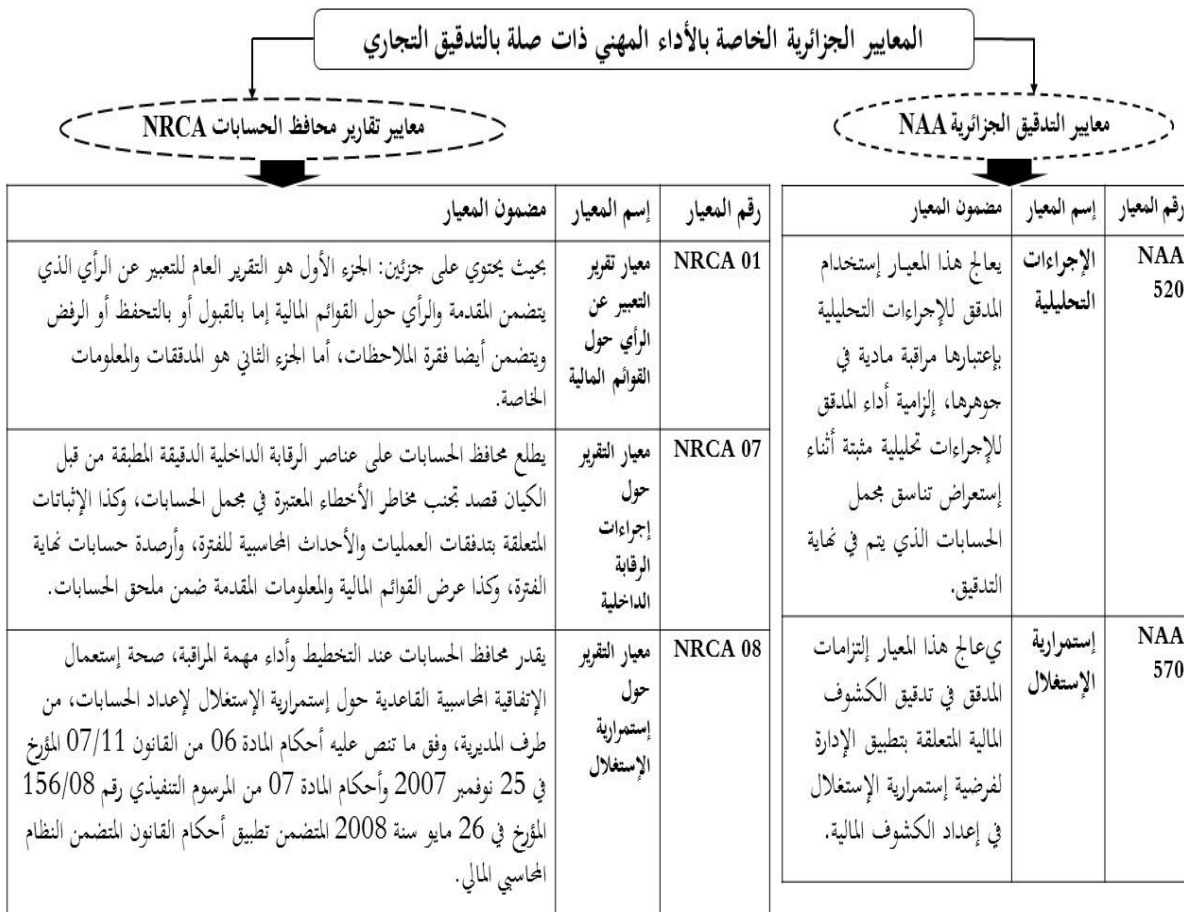 المعايير الجزائرية الخاصة بالأداء المهني ذات صلة بالتدقيق التجاري
معايير التدقيق الجزائرية NAA
رقم المعيار
إسم المعيار
مضمون المعيار
NAA
520
الإجراءات
التحليلية
يعالج هذا المعيار إستخدام
المدقق للإجراءات التحليلية
بإعتبارها مراقبة مادية في
جوهرها، إلزامية أداء المدقق
للإجراءات تحليلية مثبتة أثناء
إستعراض تناسق مجمل
الحسابات الذي يتم في نهاية
التدقيق.
NAA
570
إستمرارية
الإستغلال
يعالج هذا المعيار إلتزامات
المدقق في تدقيق الكشوف
المالية المتعلقة بتطبيق الإدارة
لفرضية إستمرارية الإستغلال
في إعداد الكشوف المالية.
معايير تقارير محافظ الحسابات NRCA
رقم المعيار
إسم المعيار
مضمون المعيار
NRCA 01
معيار تقرير
التعبير عن
الرأي حول
القوائم المالية
بحيث يحتوي على جزئين: الجزء الأول هو التقرير العام للتعبير عن الرأي الذي
يتضمن المقدمة والرأي حول القوائم المالية إما بالقبول أو بالتحفظ أو الرفض
ويتضمن أيضا فقرة الملاحظات، أما الجزء الثاني هو المدققات والمعلومات
الخاصة.
NRCA 07
معيار التقرير
حول
إجراءات
الرقابة
الداخلية
يطلع محافظ الحسابات على عناصر الرقابة الداخلية الدقيقة المطبقة من قبل
الكيان قصد تجنب مخاطر الأخطاء المعتبرة في مجمل الحسابات، وكذا الإثباتات
المتعلقة بتدفقات العمليات والأحداث المحاسبية للفترة، وأرصدة حسابات نهاية
الفترة، وكذا عرض القوائم المالية والمعلومات المقدمة ضمن ملحق الحسابات.
NRCA 08
معيار التقرير
حول
إستمرارية
الإستغلال
يقدر محافظ الحسابات عند التخطيط وأداء مهمة المراقبة، صحة إستعمال
الإتفاقية المحاسبية القاعدية حول إستمرارية الإستغلال لإعداد الحسابات، من
طرف المديرية، وفق ما تنص عليه أحكام المادة 06 من القانون 07/11 المؤرخ
في 25 نوفمبر 2007 وأحكام المادة 07 من المرسوم التنفيذي رقم 156/08
المؤرخ في 26 مايو سنة 2008 المتضمن تطبيق أحكام القانون المتضمن النظام
المحاسبي المالي.